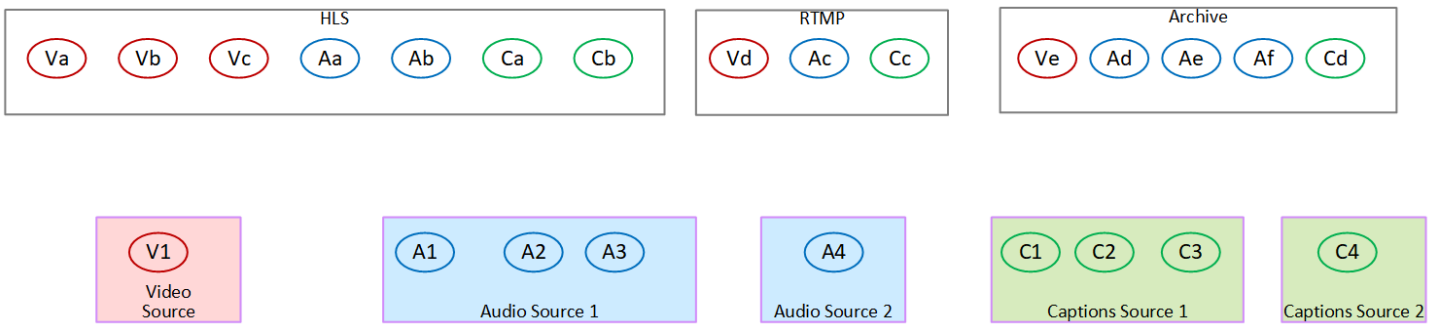 HLS
Va Vb Vc Aa Ab Ca Cb
RTMP
Vd Ac Cc
Archive
Ve Ad Ae Af Cd
V1
Video
Source
A1 A2 A3
Audio Source 1
A4
Audio Source 2
C1 C2 C3
Captions Source 1
C4
Captions Source 2